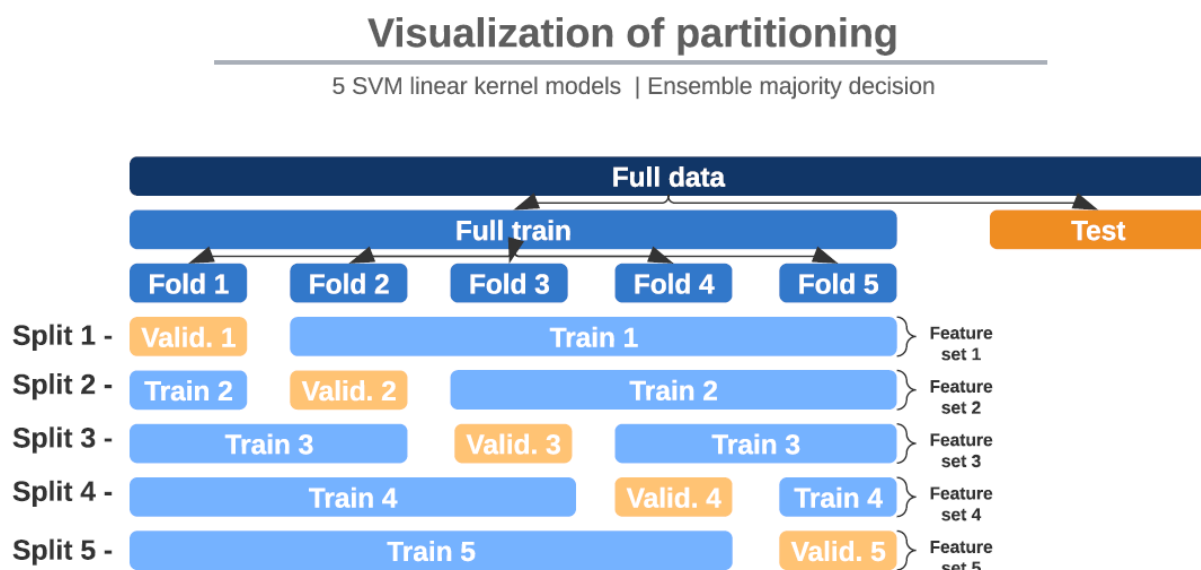 Visualization of partitioning
5 SVM linear kernel models | Ensemble majority decision
Full data
Full train
Test
Fold 1
Fold 2
Fold 3
Fold 4
Fold 5
Split 1 -
Valid. 1
Train 1
Feature
set 1
Split 2 -
Train 2
Valid. 2
Train 2
Feature
set 2
Split 3 -
Train 3
Valid. 3
Train 3
Feature
set 3
Split 4 -
Train 4
Valid. 4
Train 4
Feature
set 4
Split 5 -
Train 5
Valid. 5
Feature
set 5